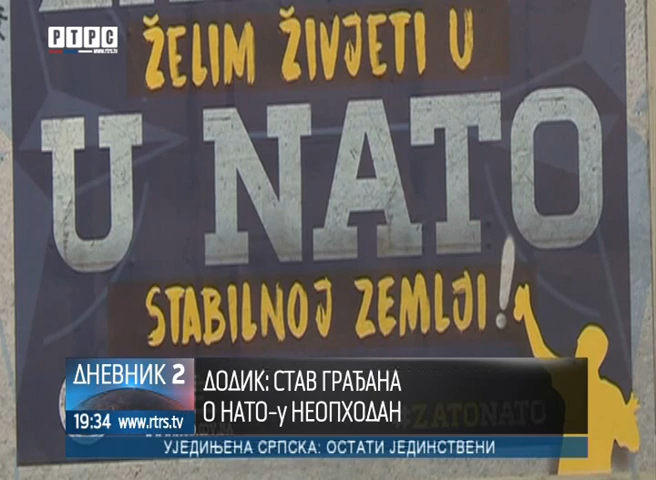 РТРС
www.rtrs.tv
ŽELIM ŽIVJETI U
U NATO
STABILNOJ ZEMLJI!
#ZATONATO
ДНЕВНИК 2
ДОДИК: СТАВ ГРАЂАНА
О НАТО-у НЕОПХОДАН
19:34 www.rtrs.tv
УЈЕДИЊЕНА СРПСКА: ОСТАТИ ЈЕДИНСТВЕНИ